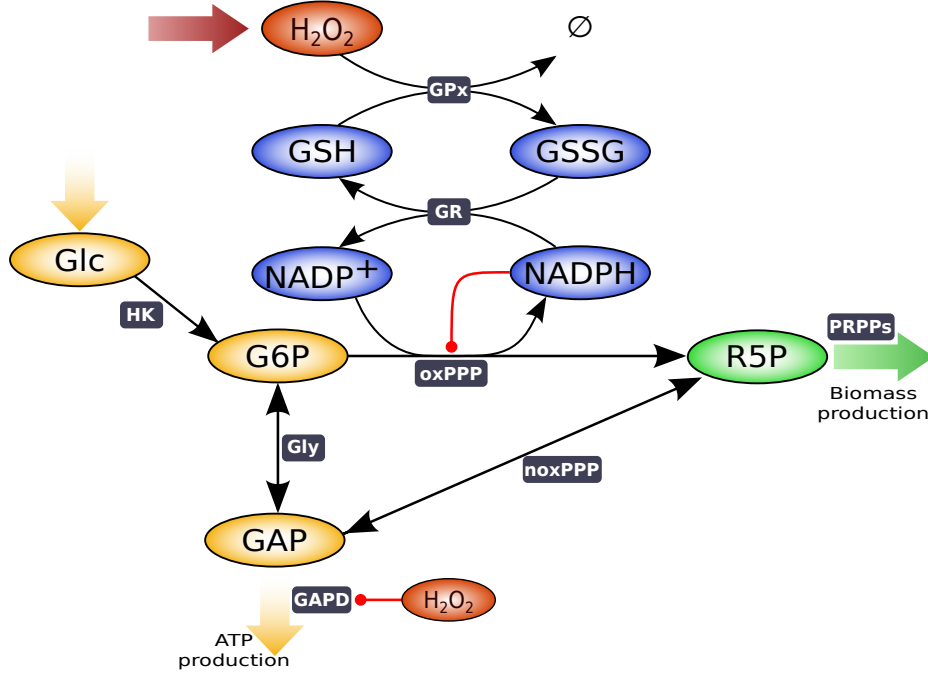 H₂O₂
∅
GPx
GSH
GSSG
GR
Glc
NADP⁺
NADPH
HK
PRPPs
G6P
R5P
oxPPP
Biomass
production
Gly
noxPPP
GAP
GAPD
H₂O₂
ATP
production